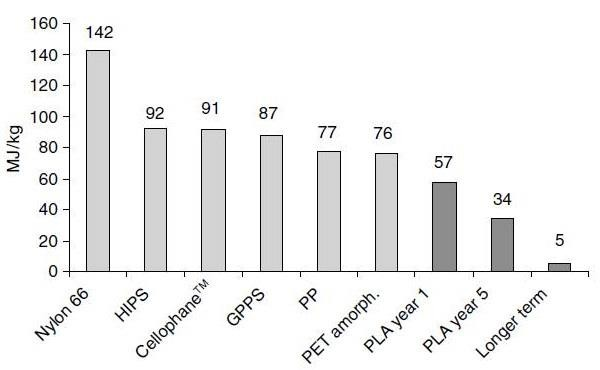 160
140
120
100
80
60
40
20
0
MJ/kg
142
92
91
87
77
76
57
34
5
Nylon 66
HIPS
Cellophane™
GPPS
PP
PET amorph.
PLA year 1
PLA year 5
Longer term